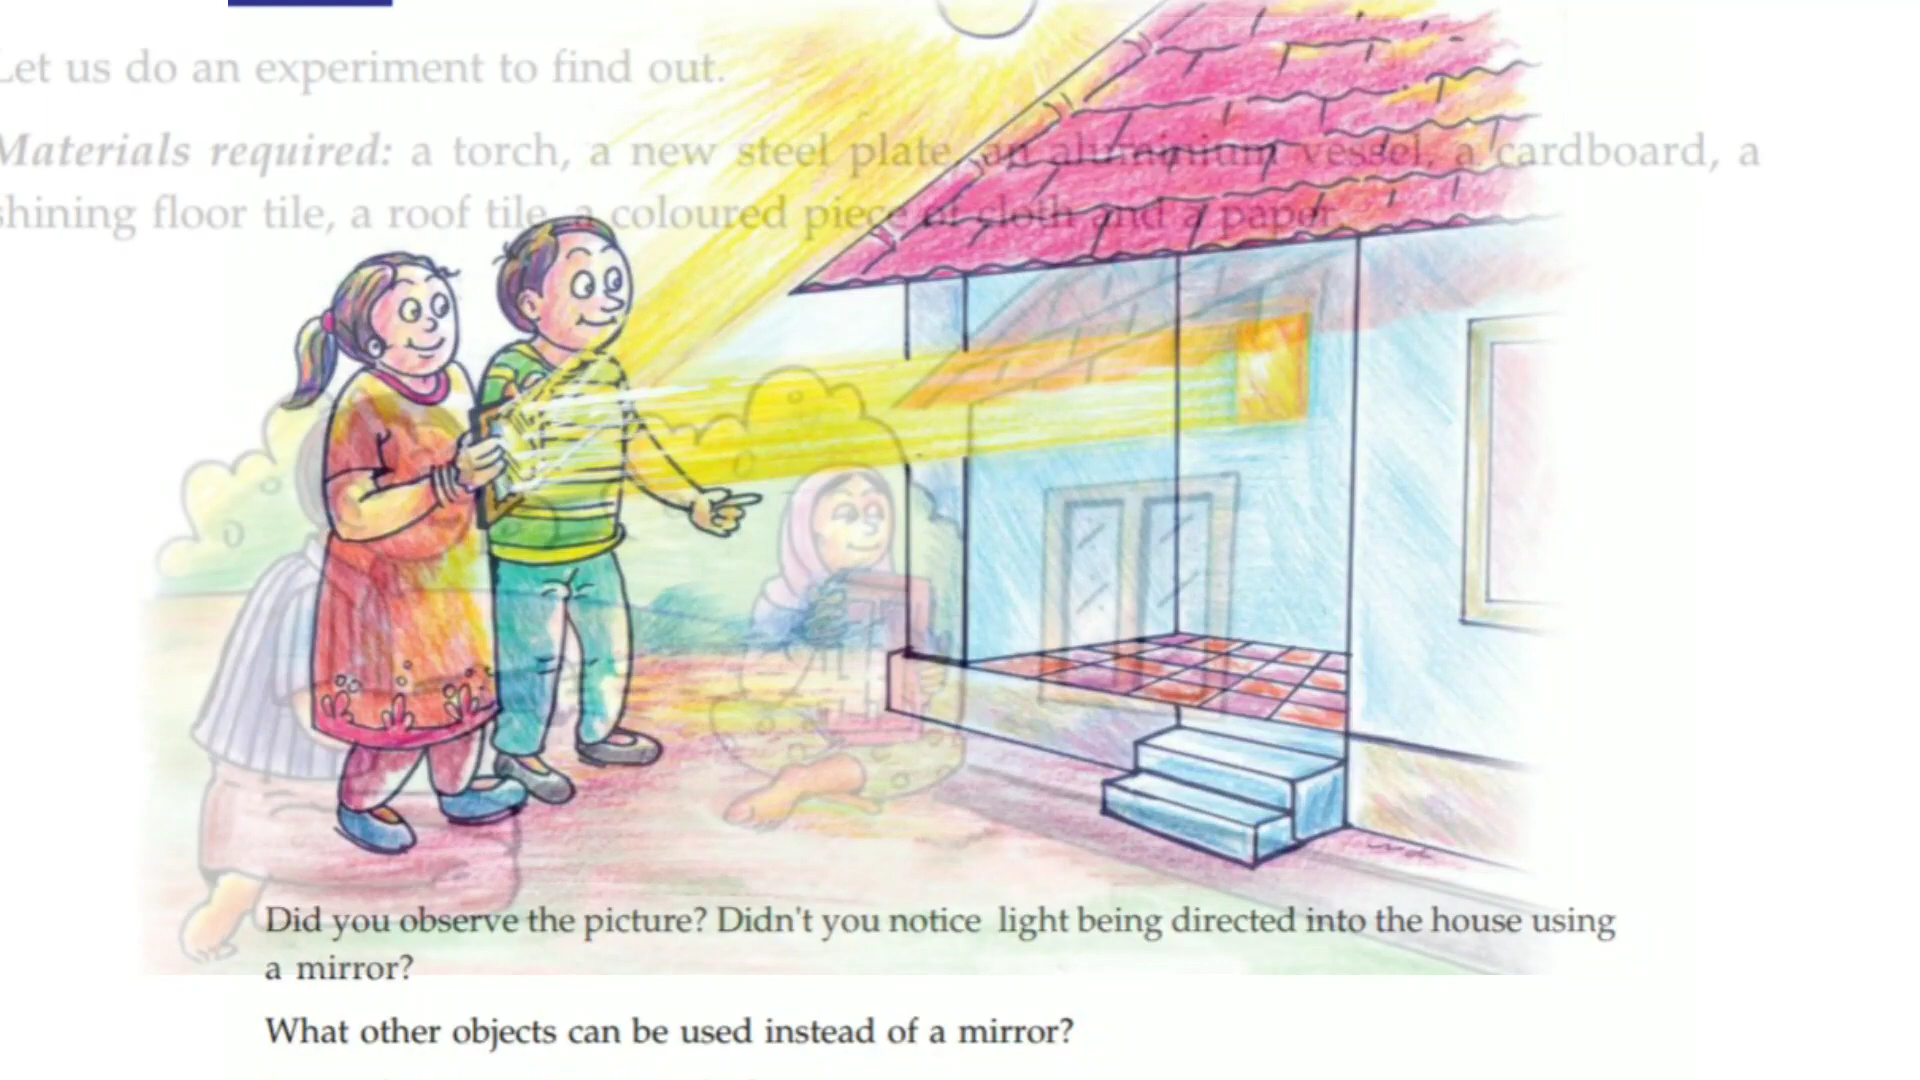 Let us do an experiment to find out.
Materials required: a torch, a new steel plate, an aluminium vessel, a cardboard, a
shining floor tile, a roof tile, a coloured piece of cloth and a paper
Did you observe the picture? Didn't you notice light being directed into the house using
a mirror?
What other objects can be used instead of a mirror?